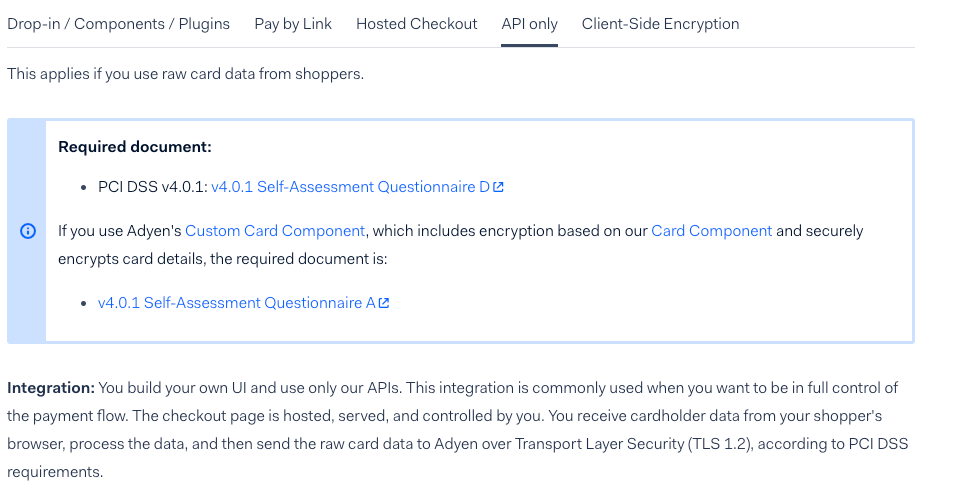 Drop-in / Components / Plugins Pay by Link Hosted Checkout API only Client-Side Encryption
This applies if you use raw card data from shoppers.
Required document:
• PCI DSS v4.0.1: v4.0.1 Self-Assessment Questionnaire D
If you use Adyen's Custom Card Component, which includes encryption based on our Card Component and securely
encrypts card details, the required document is:
• v4.0.1 Self-Assessment Questionnaire A
Integration: You build your own UI and use only our APIs. This integration is commonly used when you want to be in full control of
the payment flow. The checkout page is hosted, served, and controlled by you. You receive cardholder data from your shopper's
browser, process the data, and then send the raw card data to Adyen over Transport Layer Security (TLS 1.2), according to PCI DSS
requirements.